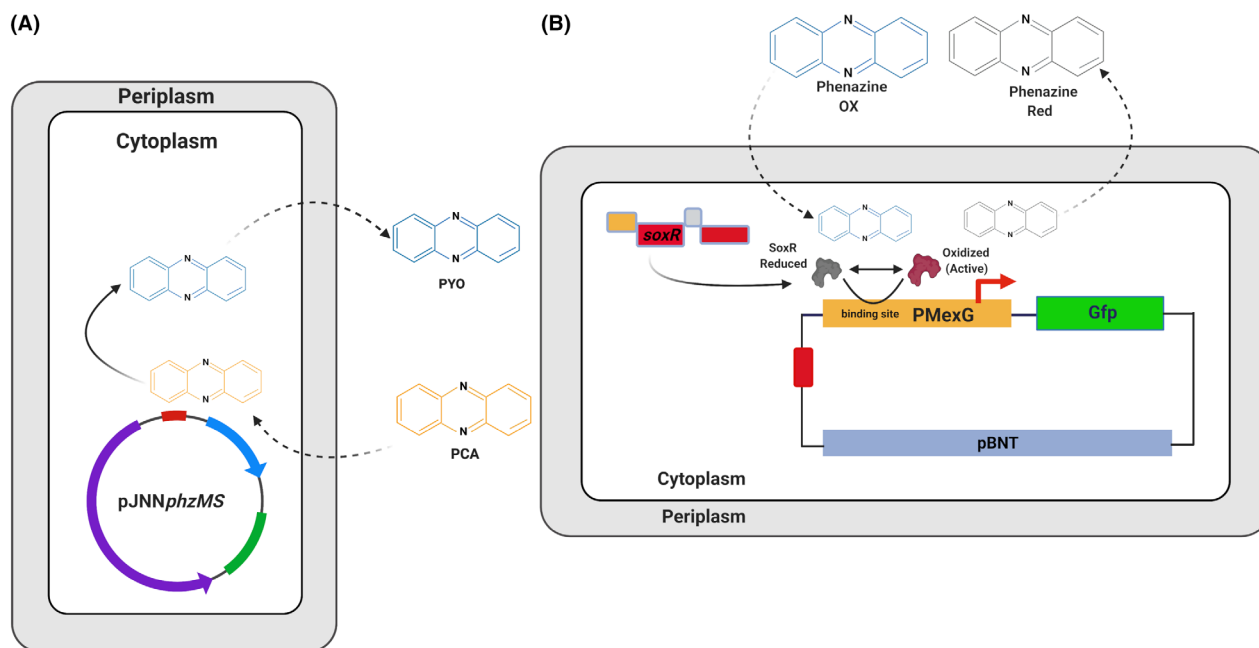 (A)
Periplasm
Cytoplasm
N
N
N
N
PYO
N
N
N
N
PCA
pJNNphzMS
(B)
N
N
Phenazine
OX
N
N
Phenazine
Red
soxR
SoxR
Reduced
N
N
N
N
Oxidized
(Active)
binding site
PMexG
Gfp
pBNT
Cytoplasm
Periplasm